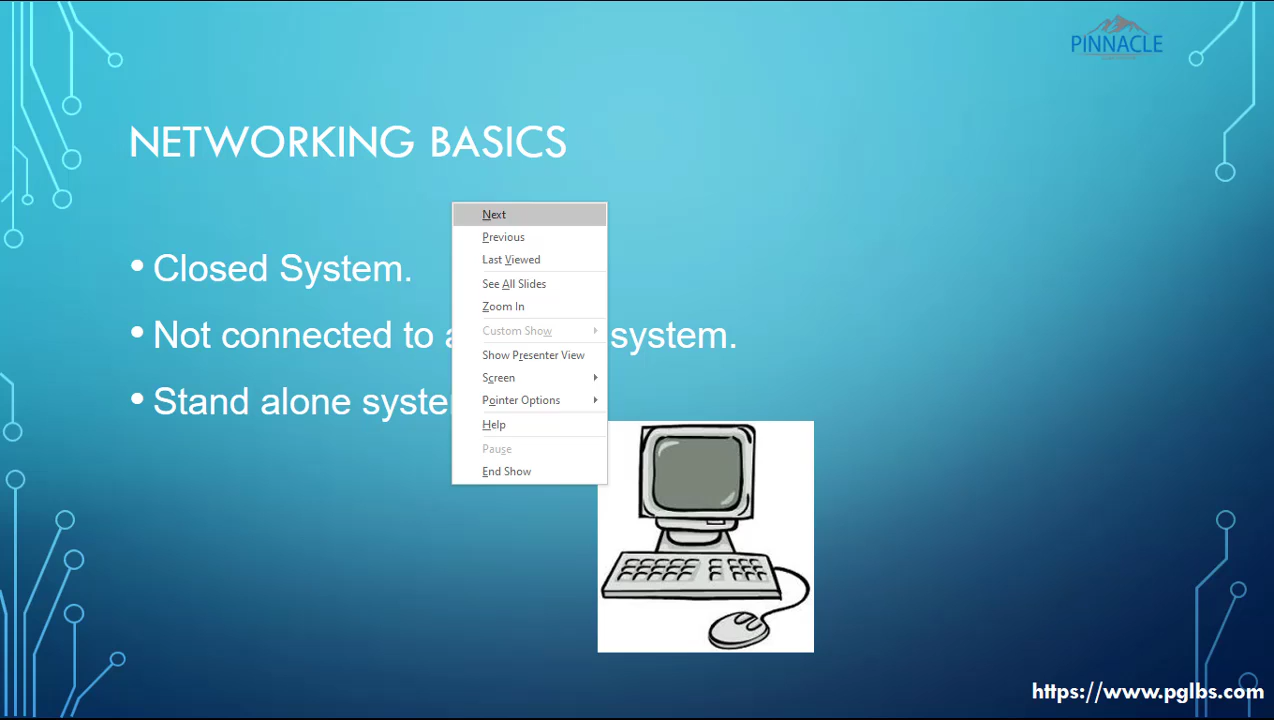 PINNACLE
NETWORKING BASICS
• Closed System.
• Not connected to a system.
• Stand alone syste
Next
Previous
Last Viewed
See All Slides
Zoom In
Custom Show
Show Presenter View
Screen
Pointer Options
Help
Pause
End Show
https://www.pglbs.com